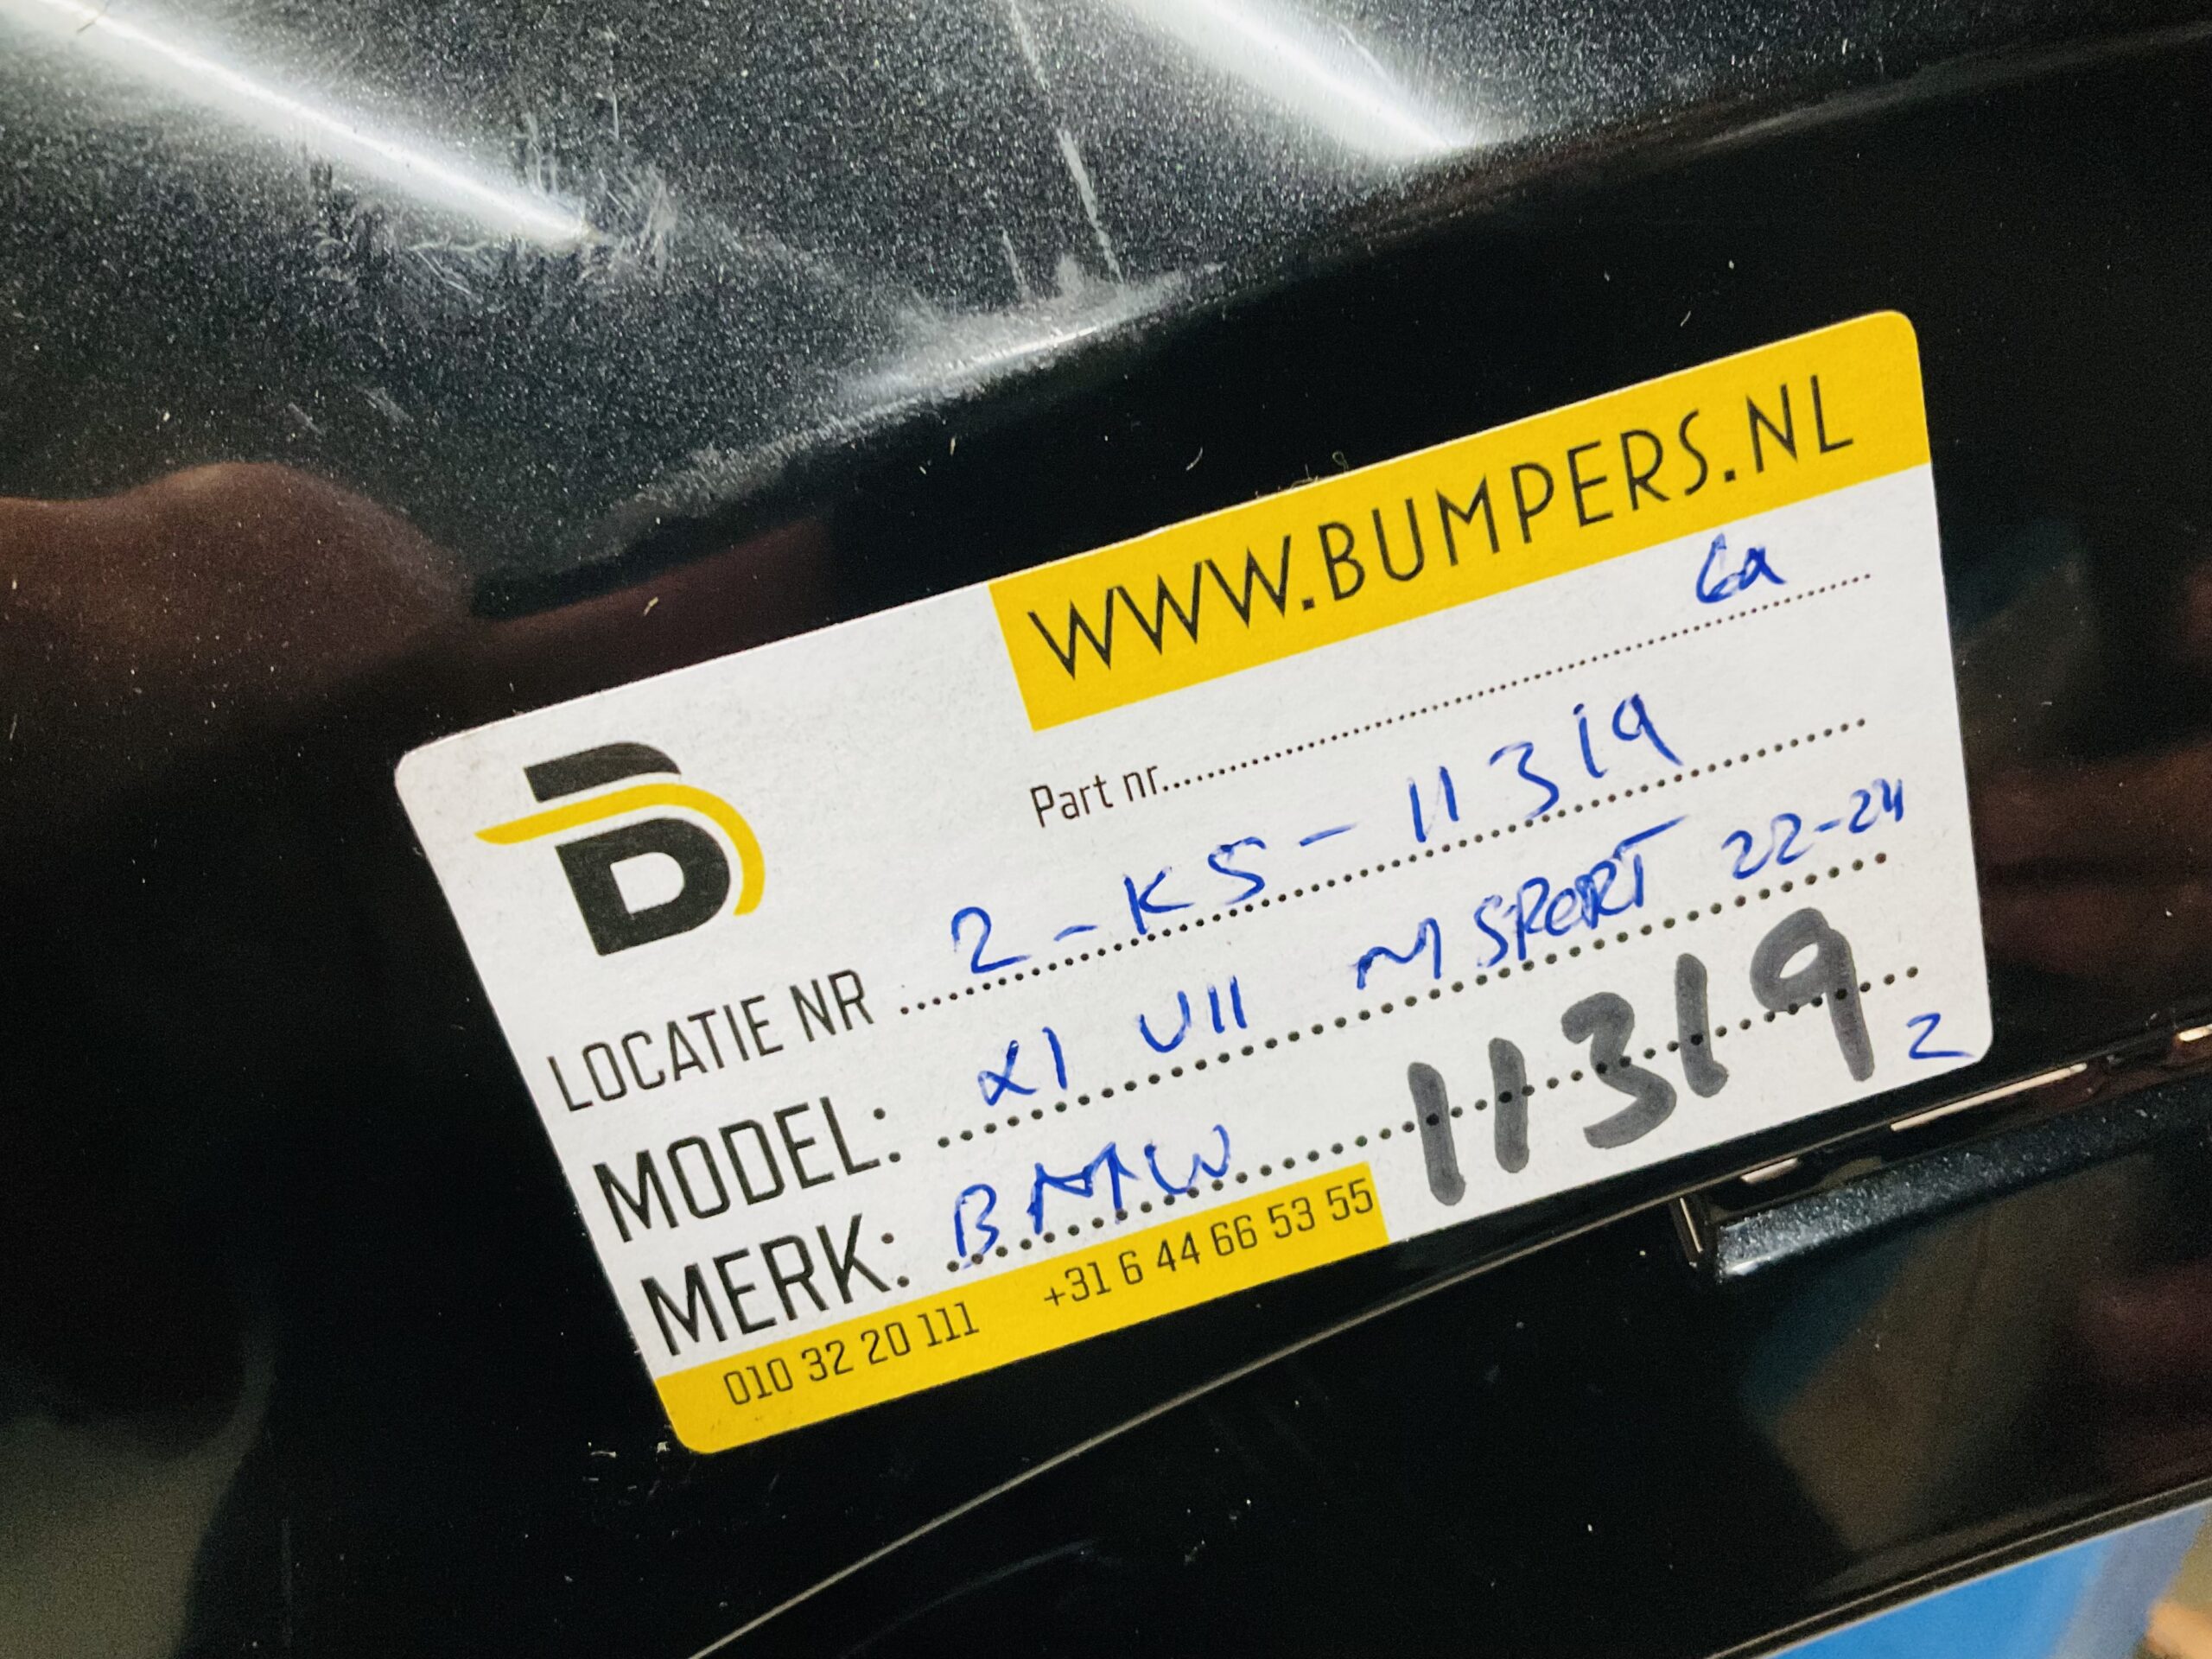 WWW.BUMPERS.NL
Part nr. 6a
LOCATIE NR 2-KS-11319
MODEL: X1 U11 M SPORT 22-24
MERK: BMW 11319 2
010 32 20 111 +31 6 44 66 53 55